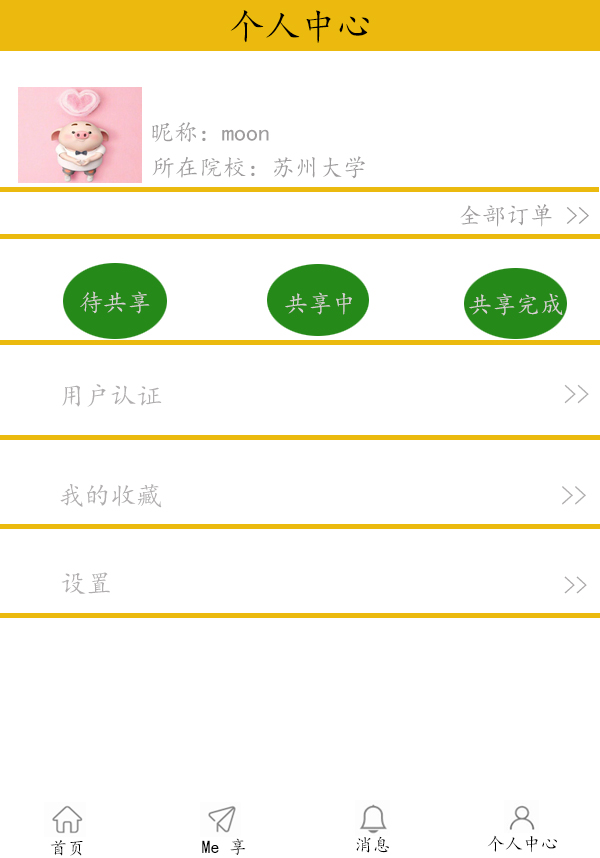 个人中心
昵称：moon
所在院校：苏州大学
全部订单 >>
待共享 共享中 共享完成
用户认证 >>
我的收藏 >>
设置 >>
首页 Me 享 消息 个人中心